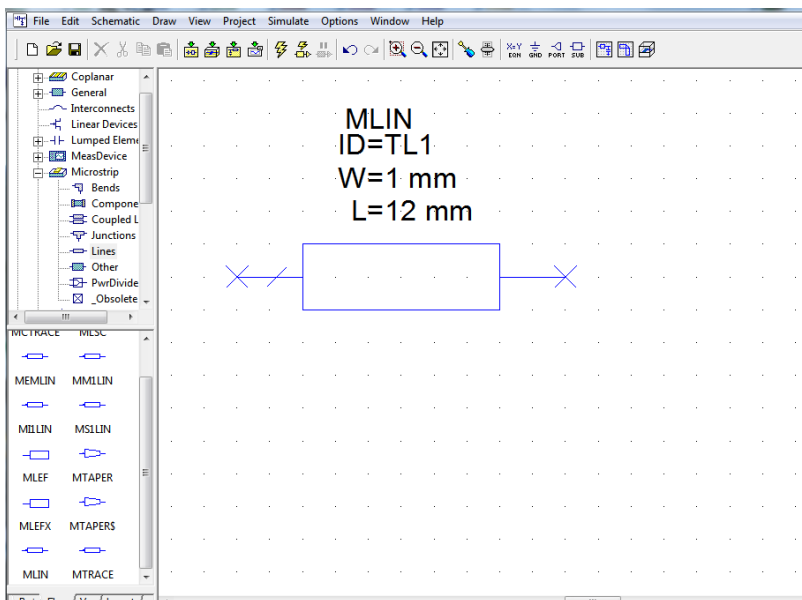 File Edit Schematic Draw View Project Simulate Options Window Help
X=Y EQN GND PORT SUB
Coplanar
General
Interconnects
Linear Devices
Lumped Eleme
MeasDevice
Microstrip
Bends
Compone
Coupled L
Junctions
Lines
Other
PwrDivide
_Obsolete
MCTRACE MLSC
MEMLIN MM1LIN
MI1LIN MS1LIN
MLEF MTAPER
MLEFX MTAPER$
MLIN MTRACE
MLIN
ID=TL1
W=1 mm
L=12 mm